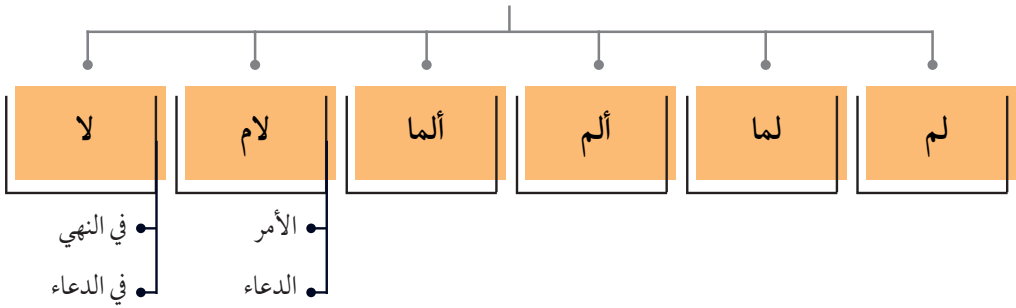 لم
لما
ألم
ألما
لام
الأمر
الدعاء
لا
في النهي
في الدعاء